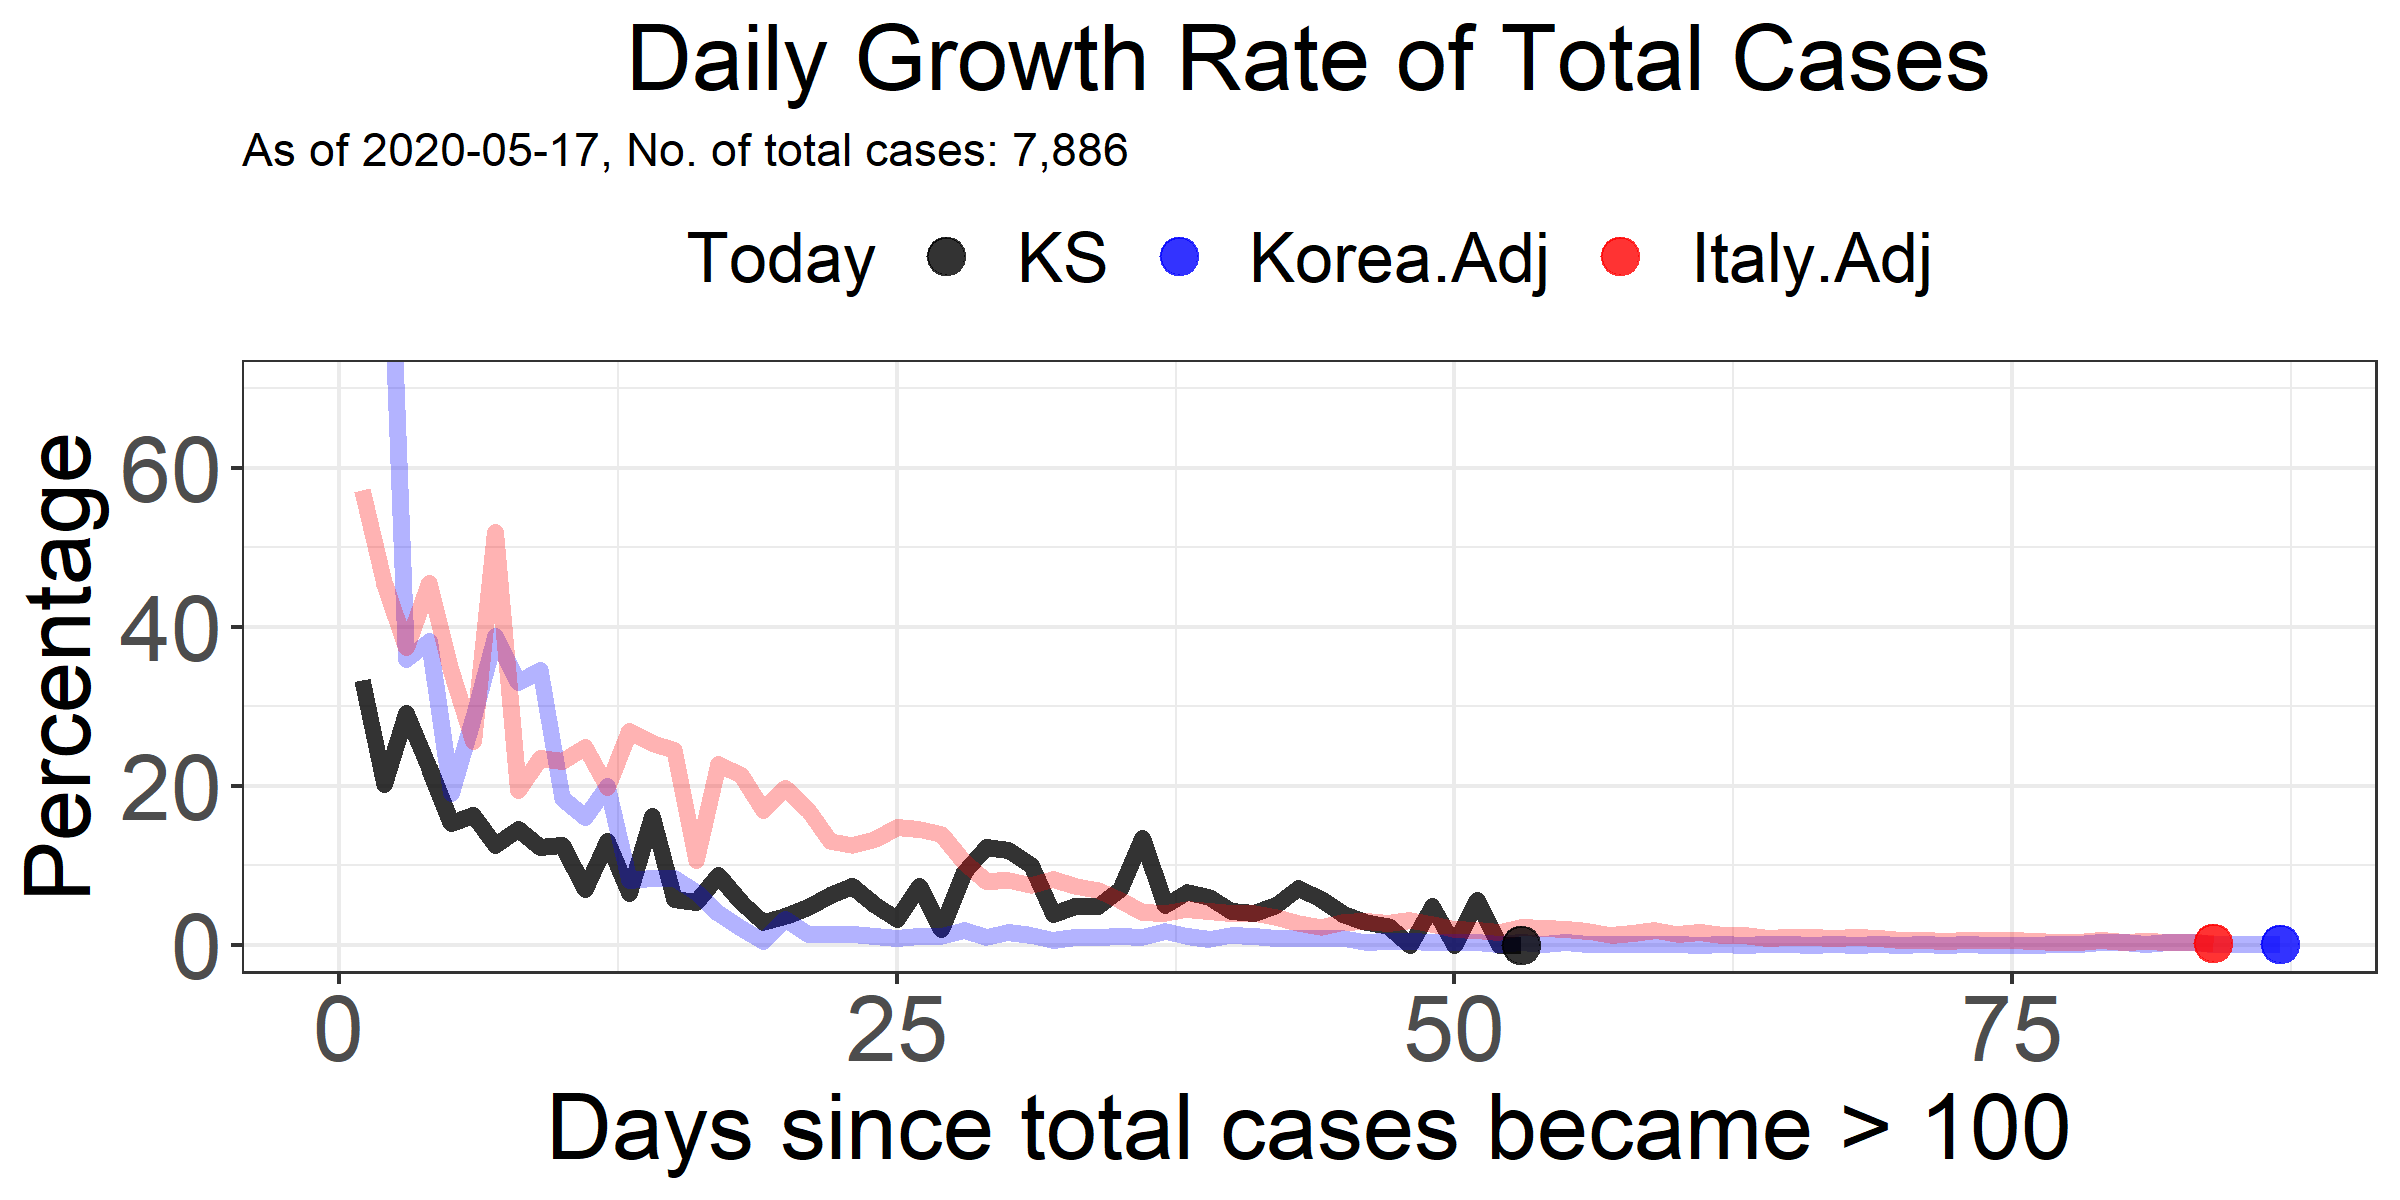 Daily Growth Rate of Total Cases
As of 2020-05-17, No. of total cases: 7,886
Today KS Korea.Adj Italy.Adj
Percentage
60
40
20
0
0 25 50 75
Days since total cases became > 100